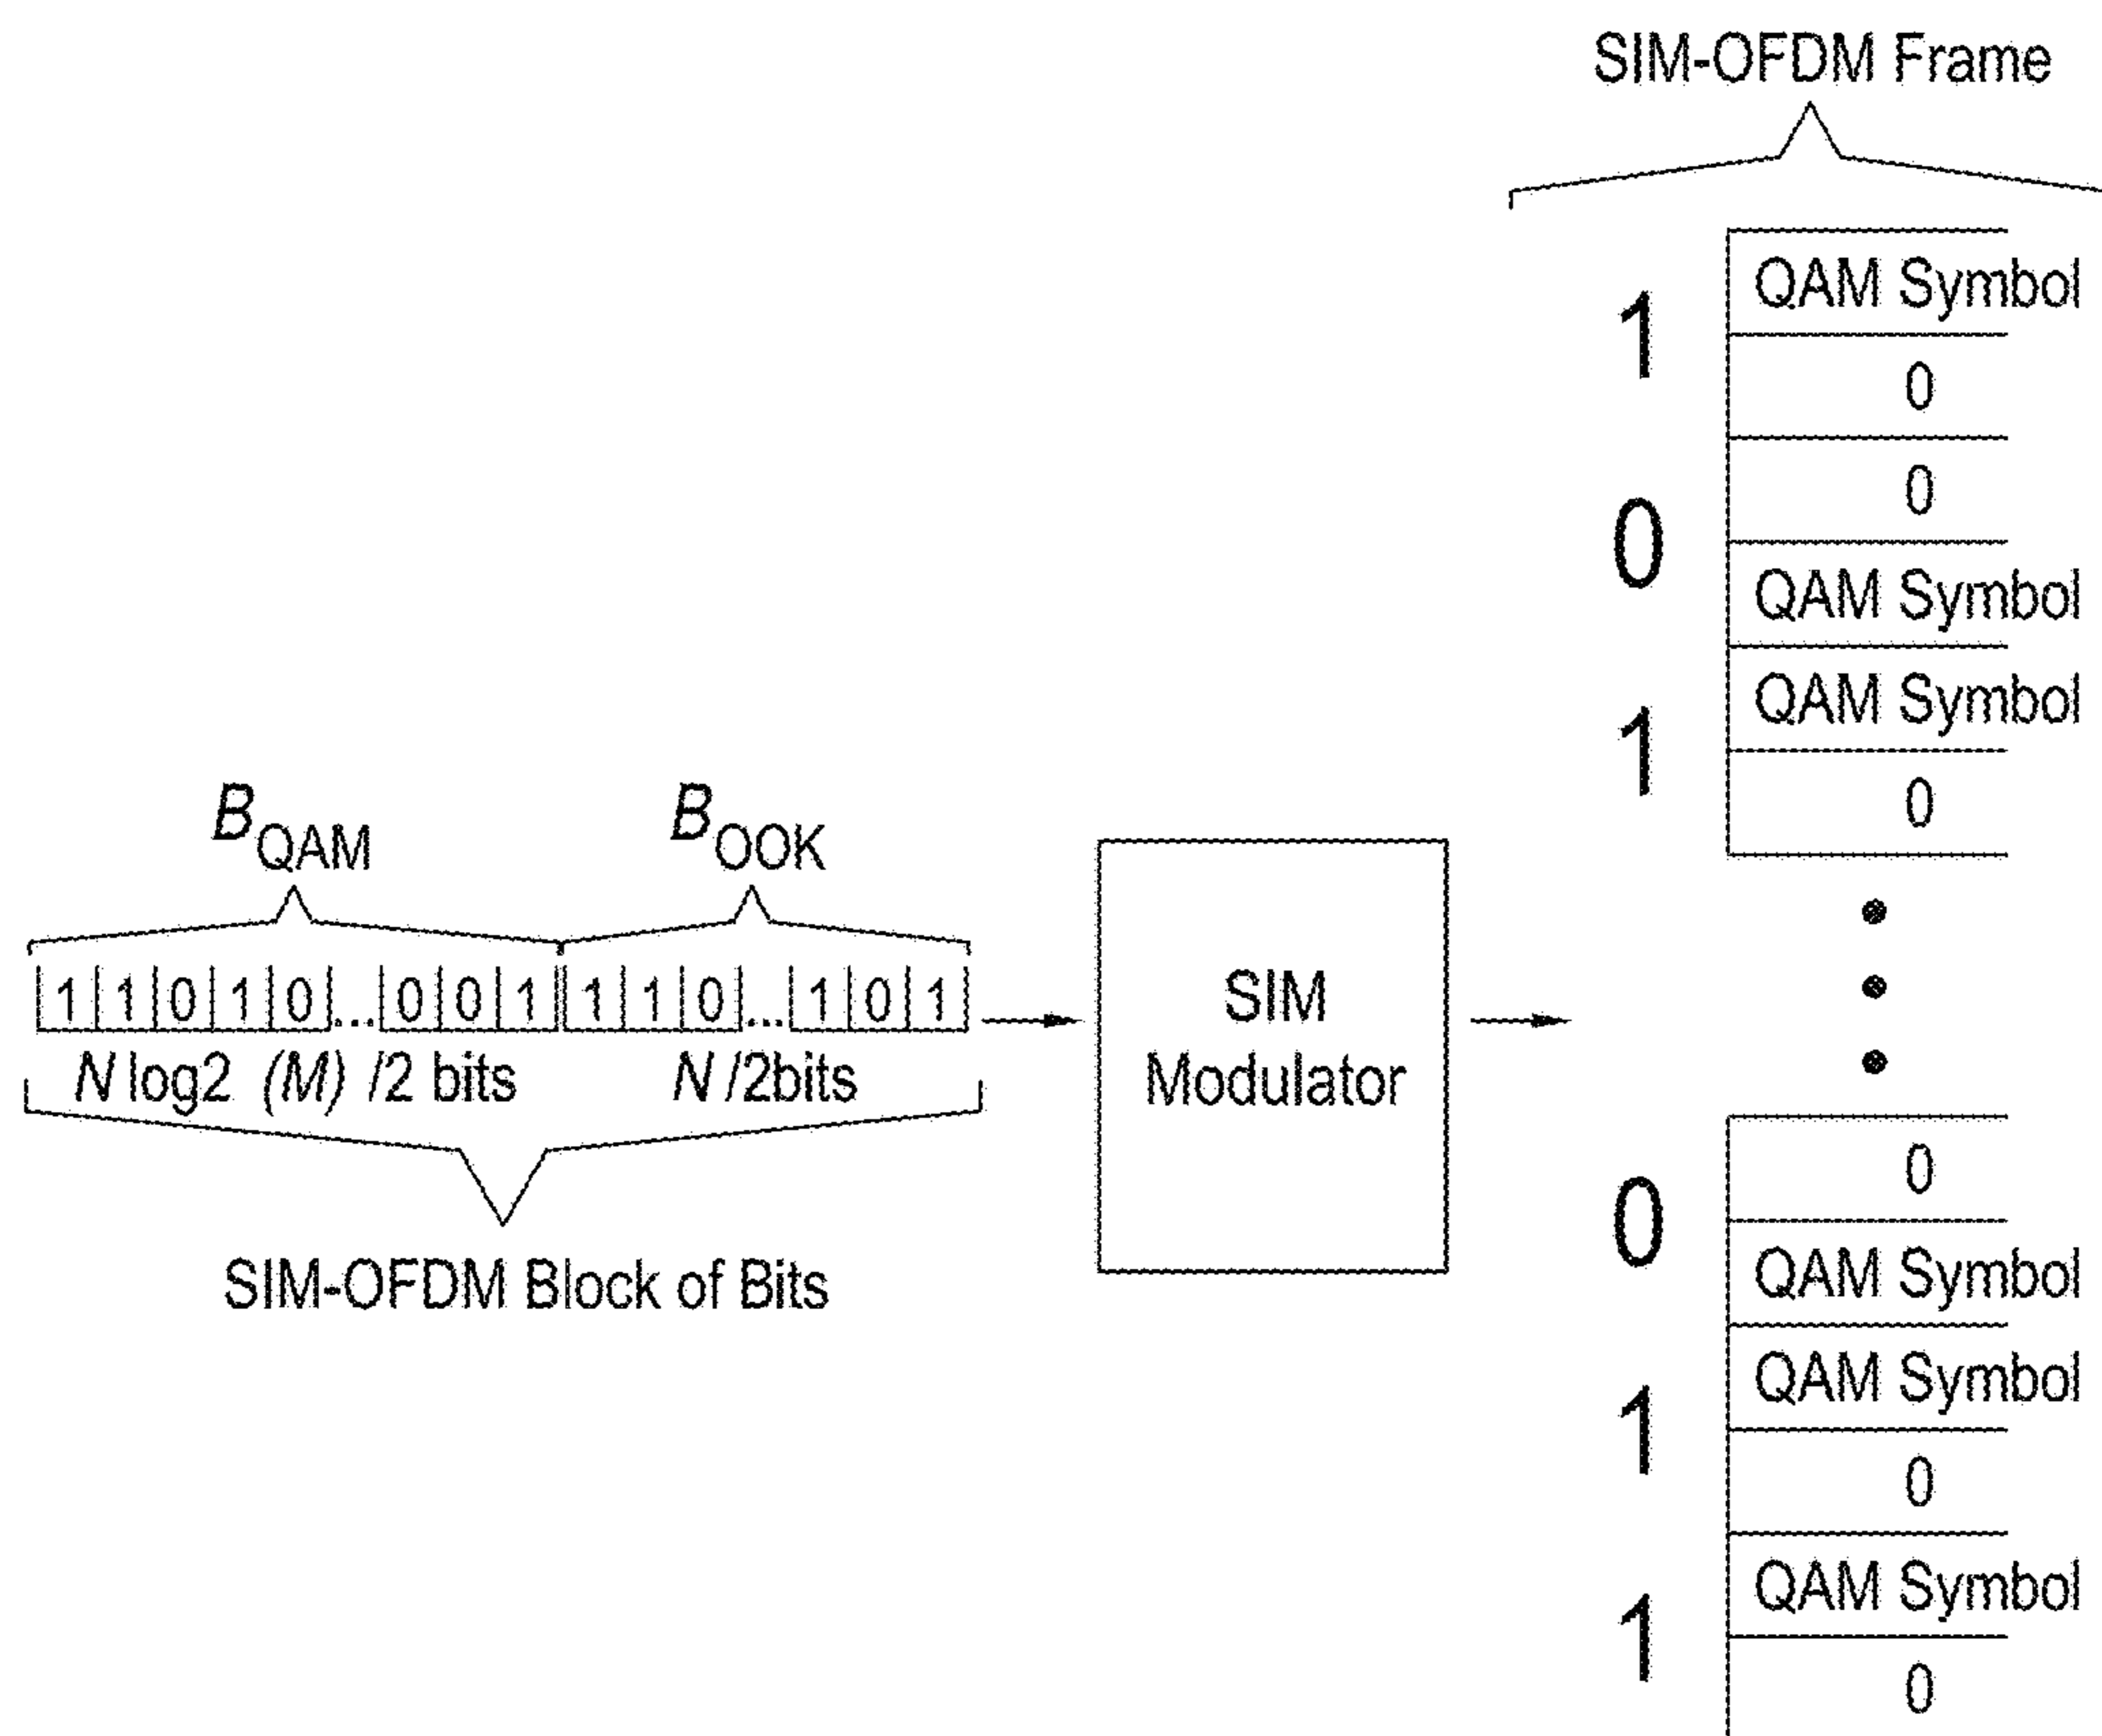 SIM-OFDM Frame
1
QAM Symbol
0
0
0
QAM Symbol
1
QAM Symbol
0
B_QAM
B_OOK
1 1 0 1 0 ... 0 0 1 1 1 0 ... 1 0 1
N log2 (M) /2 bits
N /2bits
SIM-OFDM Block of Bits
SIM
Modulator
0
0
QAM Symbol
1
QAM Symbol
0
1
QAM Symbol
0